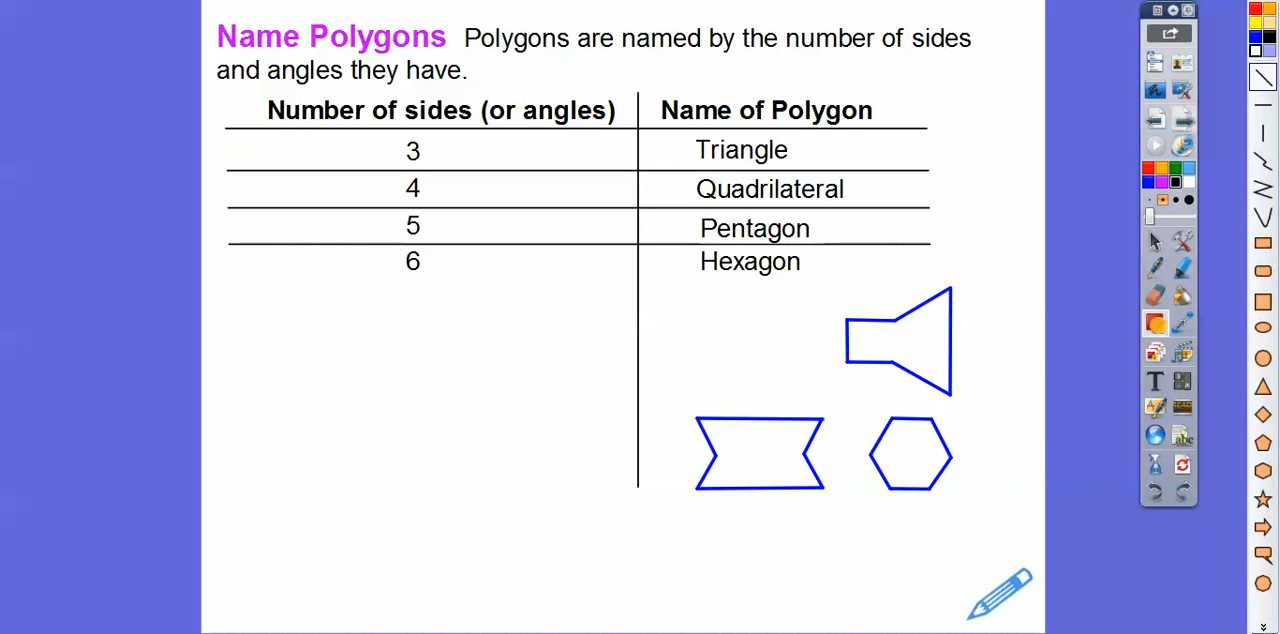 Name Polygons Polygons are named by the number of sides
and angles they have.
Number of sides (or angles) Name of Polygon
3 Triangle
4 Quadrilateral
5 Pentagon
6 Hexagon